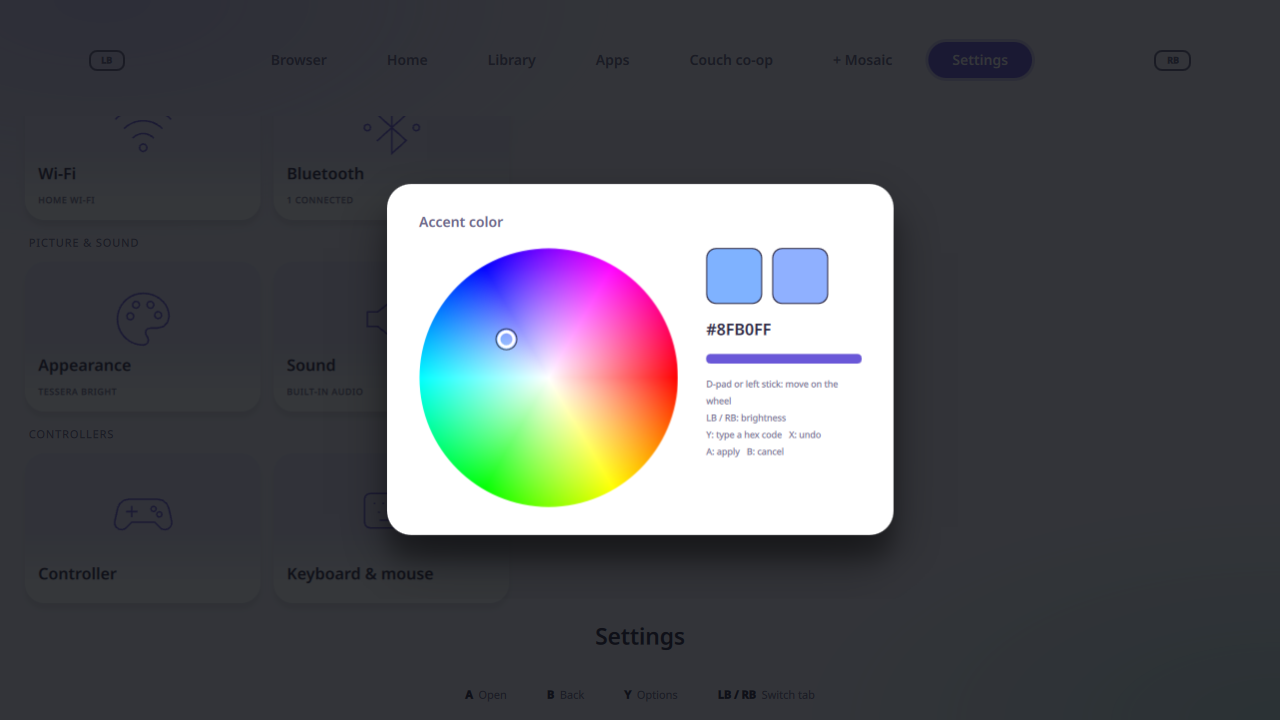 LB
Browser
Home
Library
Apps
Couch co-op
+ Mosaic
Settings
RB
Wi-Fi
HOME WI-FI
Bluetooth
1 CONNECTED
PICTURE & SOUND
Appearance
TESSERA BRIGHT
Sound
BUILT-IN AUDIO
CONTROLLERS
Controller
Keyboard & mouse
Accent color
#8FB0FF
D-pad or left stick: move on the
wheel
LB / RB: brightness
Y: type a hex code X: undo
A: apply B: cancel
Settings
A Open
B Back
Y Options
LB / RB Switch tab